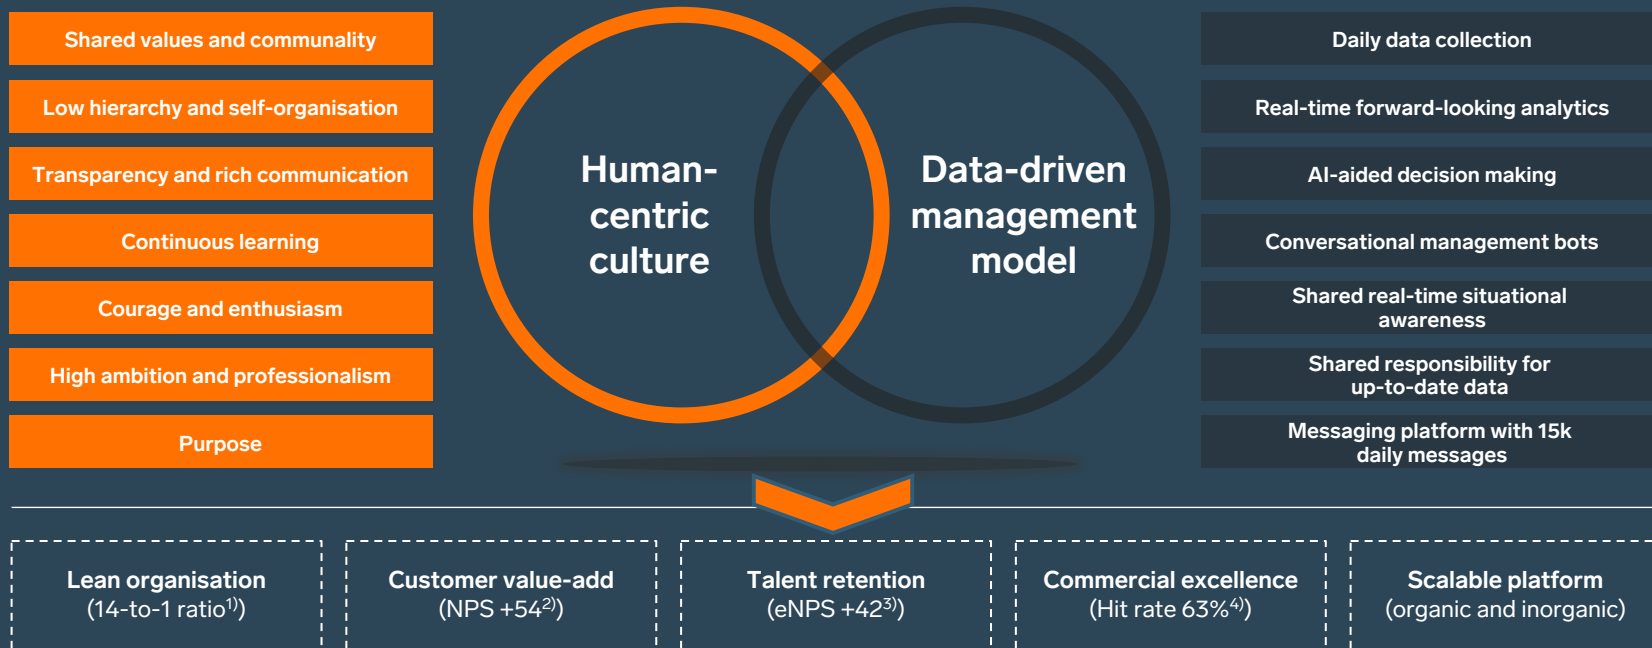 Shared values and communality
Low hierarchy and self-organisation
Transparency and rich communication
Continuous learning
Courage and enthusiasm
High ambition and professionalism
Purpose
Human-
centric
culture
Data-driven
management
model
Daily data collection
Real-time forward-looking analytics
AI-aided decision making
Conversational management bots
Shared real-time situational
awareness
Shared responsibility for
up-to-date data
Messaging platform with 15k
daily messages
Lean organisation
(14-to-1 ratio1))
Customer value-add
(NPS +542))
Talent retention
(eNPS +423))
Commercial excellence
(Hit rate 63%4))
Scalable platform
(organic and inorganic)